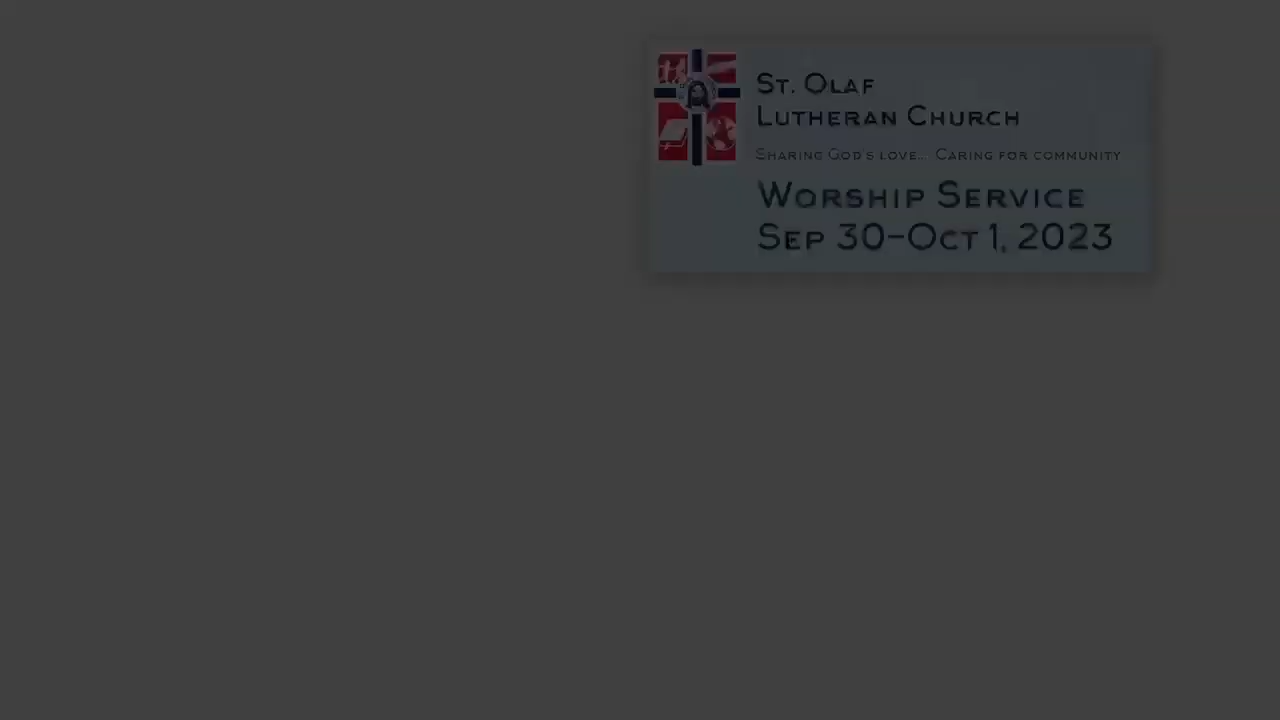 St. Olaf
Lutheran Church
Sharing God's love... Caring for community
Worship Service
Sep 30-Oct 1, 2023